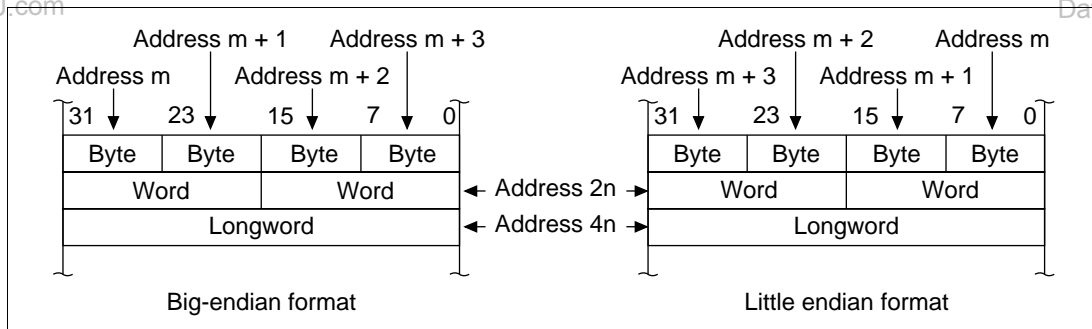 U.com
Da
Address m + 1 Address m + 3 Address m + 2 Address m
Address m Address m + 2 Address m + 3 Address m + 1
31 23 15 7 0 31 23 15 7 0
Byte Byte Byte Byte Byte Byte Byte Byte
Word Word Address 2n Word Word
Longword Address 4n Longword
Big-endian format Little endian format